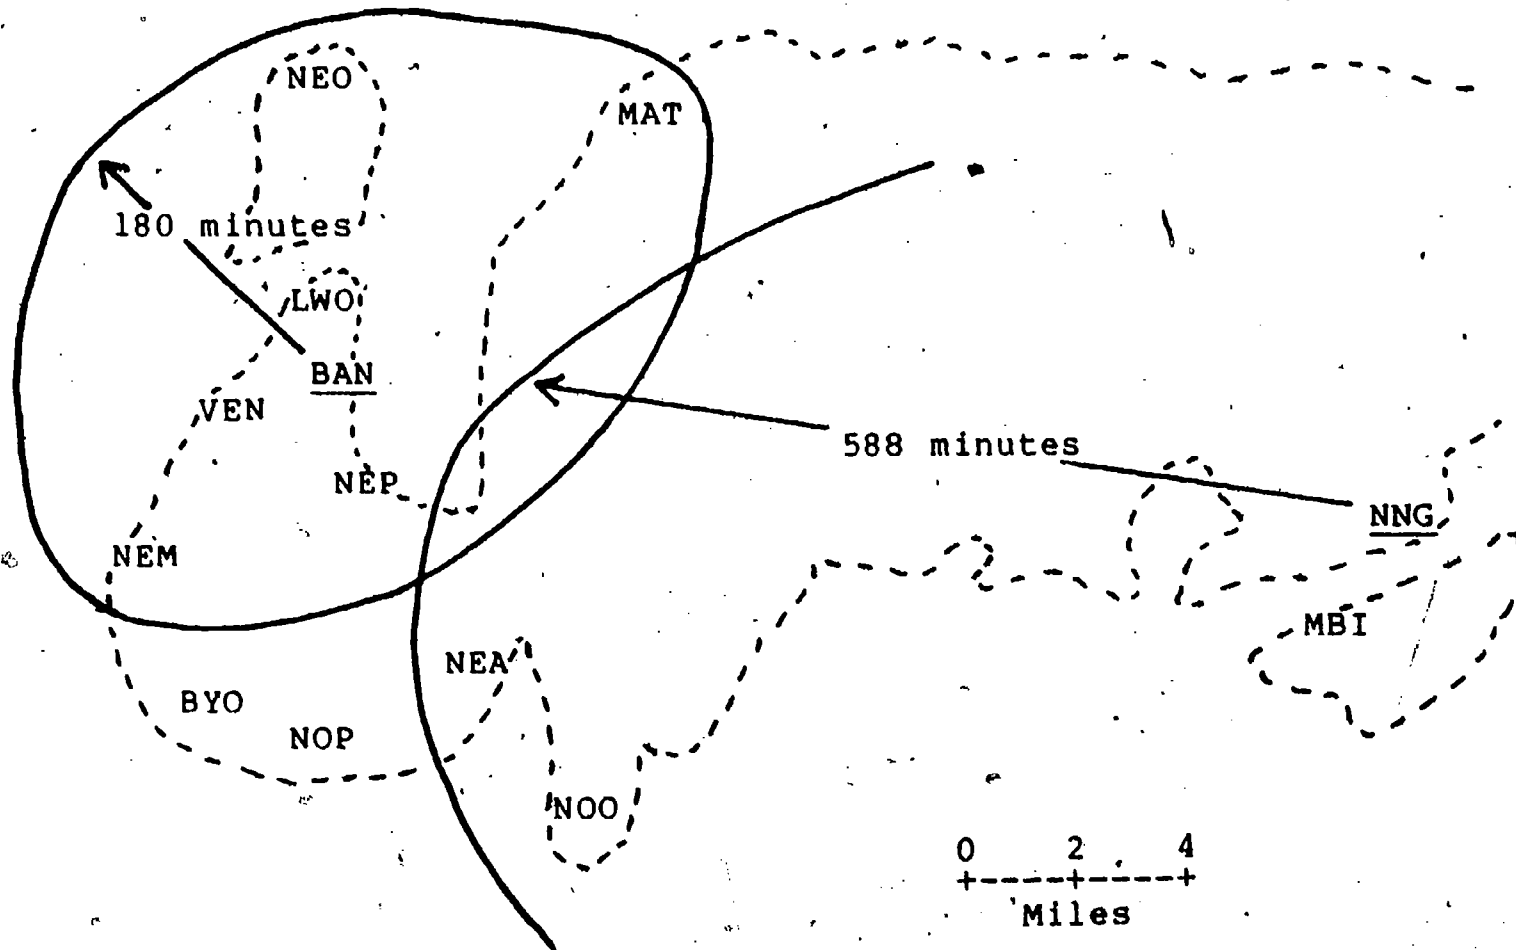 NEO
MAT
180 minutes
LWO
BAN
VEN
588 minutes
NEP
NNG
NEM
MBI
NEA
BYO
NOP
NOO
0 2 4
Miles